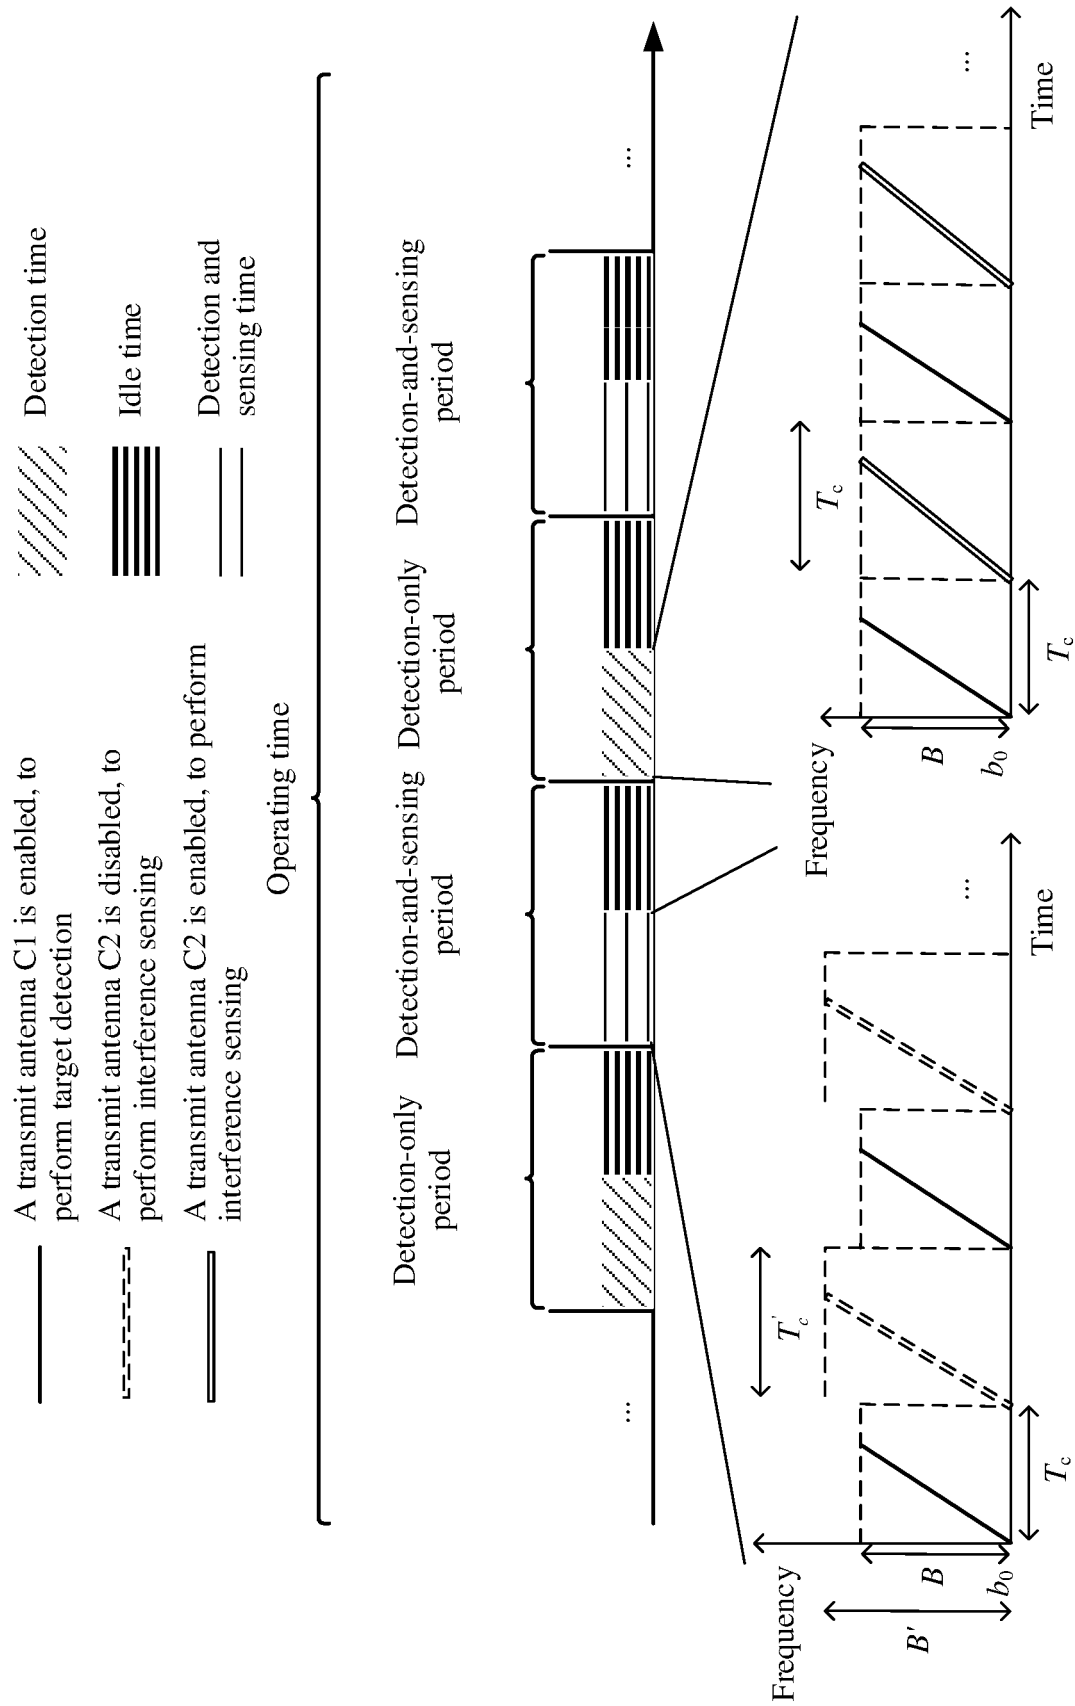 A transmit antenna C1 is enabled, to
perform target detection
A transmit antenna C2 is disabled, to
perform interference sensing
A transmit antenna C2 is enabled, to perform
interference sensing
Detection time
Idle time
Detection and
sensing time
Operating time
Detection-only
period
Detection-and-sensing
period
Detection-only
period
Detection-and-sensing
period
...
...
Frequency
B'
B
b0
Tc
Tc'
...
Time
Frequency
B
b0
Tc
Tc
...
Time